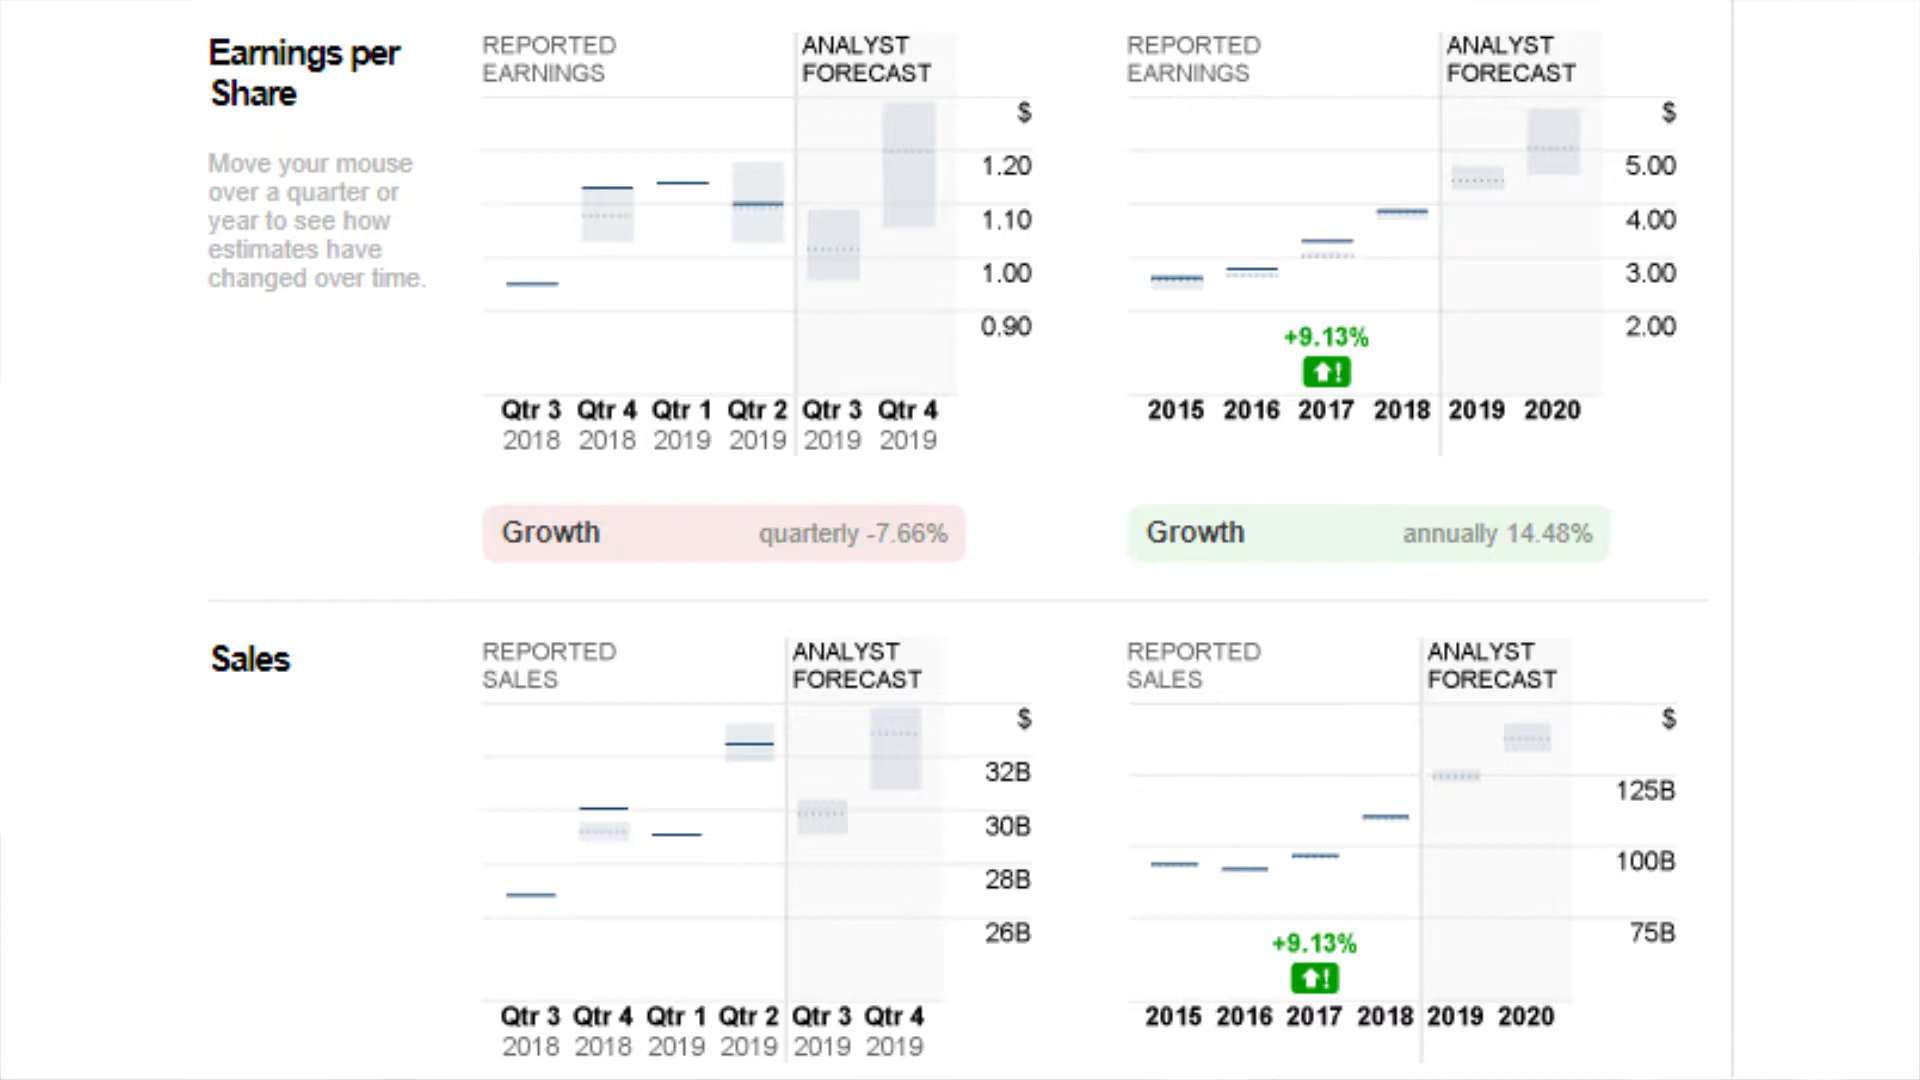 Earnings per
Share
Move your mouse
over a quarter or
year to see how
estimates have
changed over time.
REPORTED
EARNINGS
ANALYST
FORECAST
$
1.20
1.10
1.00
0.90
Qtr 3 Qtr 4 Qtr 1 Qtr 2 Qtr 3 Qtr 4
2018 2018 2019 2019 2019 2019
Growth quarterly -7.66%
REPORTED
EARNINGS
ANALYST
FORECAST
$
5.00
4.00
3.00
2.00
+9.13%
!
2015 2016 2017 2018 2019 2020
Growth annually 14.48%
Sales
REPORTED
SALES
ANALYST
FORECAST
$
32B
30B
28B
26B
Qtr 3 Qtr 4 Qtr 1 Qtr 2 Qtr 3 Qtr 4
2018 2018 2019 2019 2019 2019
REPORTED
SALES
ANALYST
FORECAST
$
125B
100B
75B
+9.13%
!
2015 2016 2017 2018 2019 2020